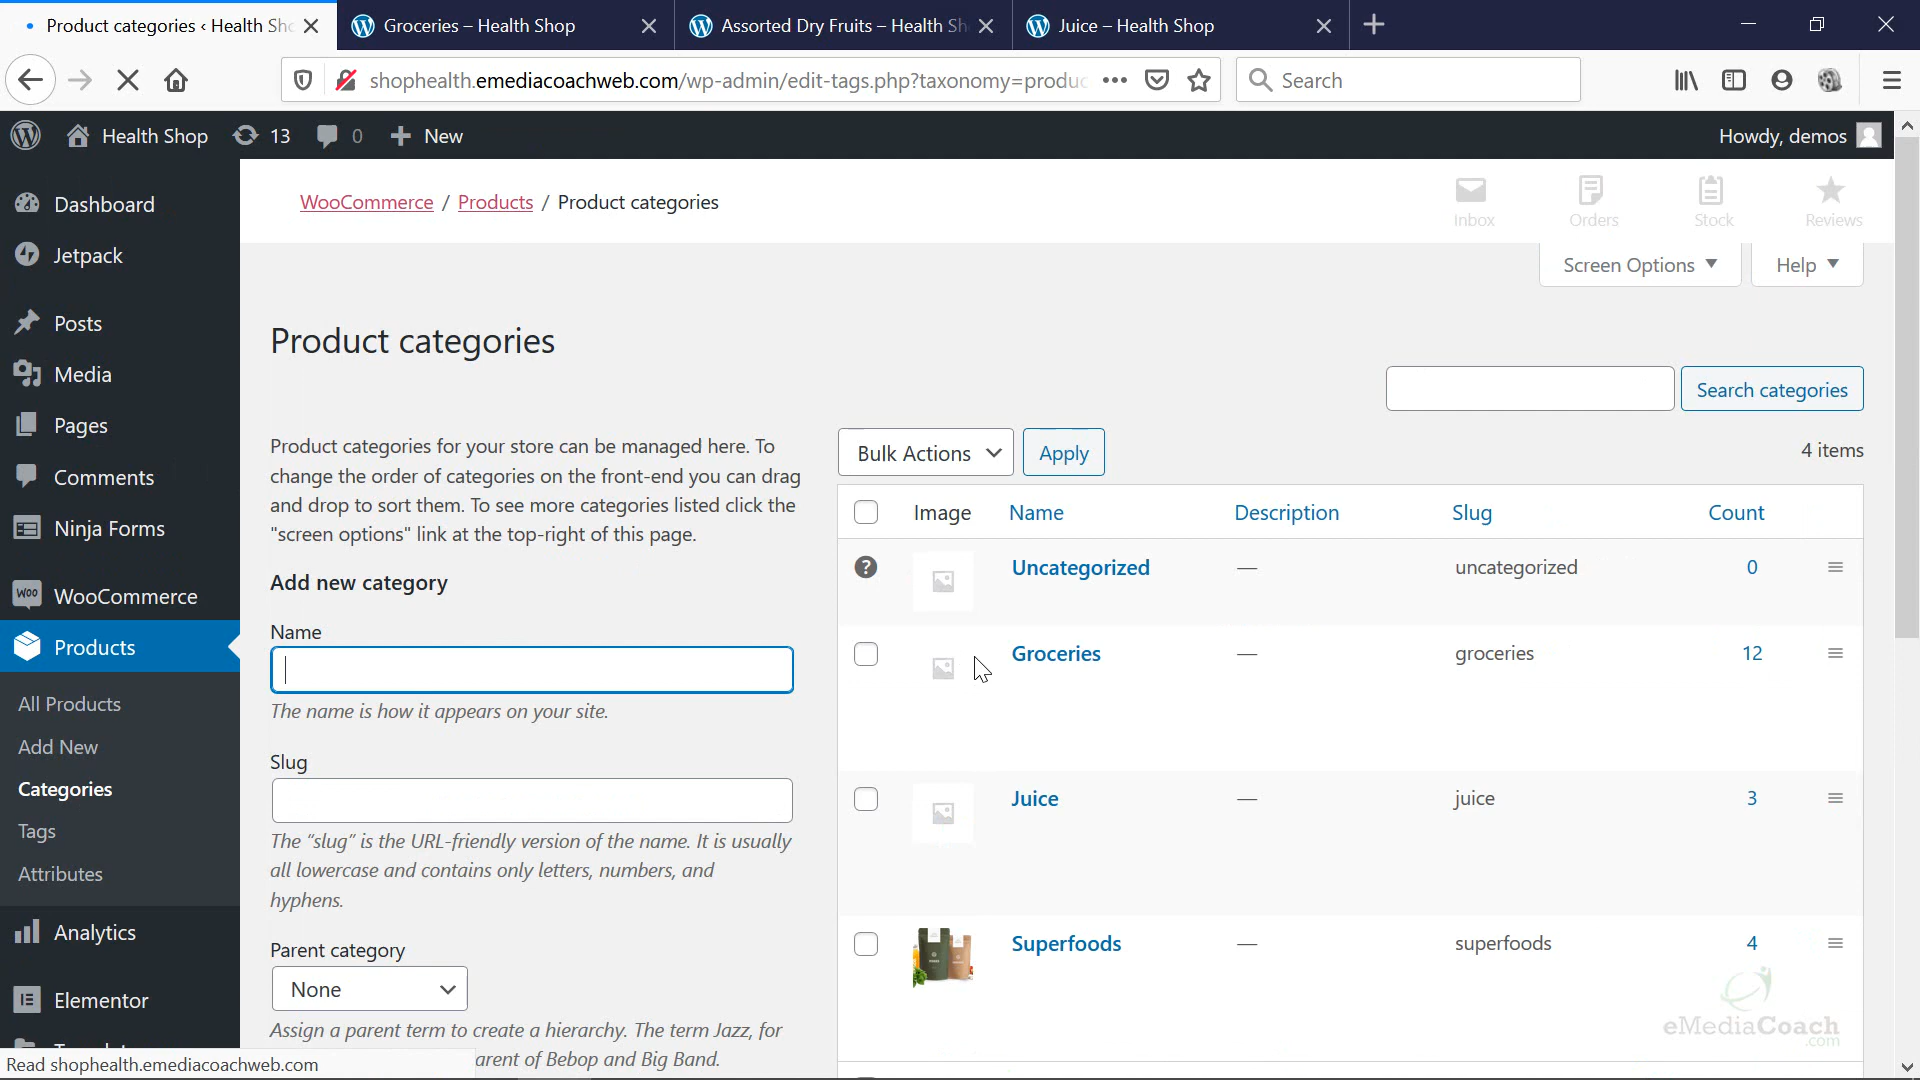 Product categories ‹ Health Sh
Groceries – Health Shop
Assorted Dry Fruits – Health Sh
Juice – Health Shop
shophealth.emediacoachweb.com/wp-admin/edit-tags.php?taxonomy=produc
Search
Health Shop
13
0
New
Howdy, demos
Dashboard
Jetpack
Posts
Media
Pages
Comments
Ninja Forms
WooCommerce
Products
All Products
Add New
Categories
Tags
Attributes
Analytics
Elementor
WooCommerce / Products / Product categories
Inbox
Orders
Stock
Reviews
Screen Options
Help
Product categories
Search categories
Product categories for your store can be managed here. To
change the order of categories on the front-end you can drag
and drop to sort them. To see more categories listed click the
"screen options" link at the top-right of this page.
Add new category
Name
The name is how it appears on your site.
Slug
The “slug” is the URL-friendly version of the name. It is usually
all lowercase and contains only letters, numbers, and
hyphens.
Parent category
None
Assign a parent term to create a hierarchy. The term Jazz, for
arent of Bebop and Big Band.
Bulk Actions
Apply
4 items
Image Name Description Slug Count
Uncategorized — uncategorized 0
Groceries — groceries 12
Juice — juice 3
Superfoods — superfoods 4
eMediaCoach
.com
Read shophealth.emediacoachweb.com